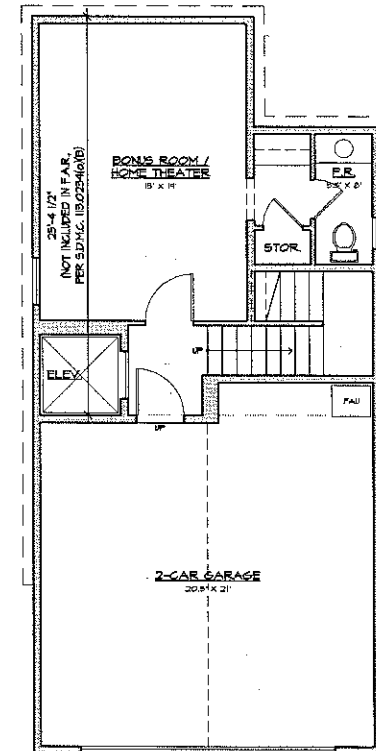 BONUS ROOM /
HOME THEATER
15' X 14'
25'-4 1/2"
(NOT INCLUDED IN F.A.R.,
PER S.D.M.C. 113.0234(a)(B)
P.R.
STOR.
UP
ELEV.
UP
FAU
2-CAR GARAGE
20.5' X 21'